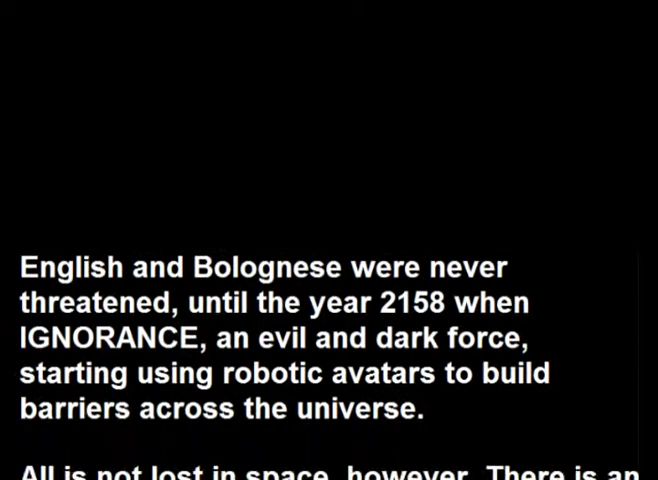 English and Bolognese were never
threatened, until the year 2158 when
IGNORANCE, an evil and dark force,
starting using robotic avatars to build
barriers across the universe.
All is not lost in space, however. There is an